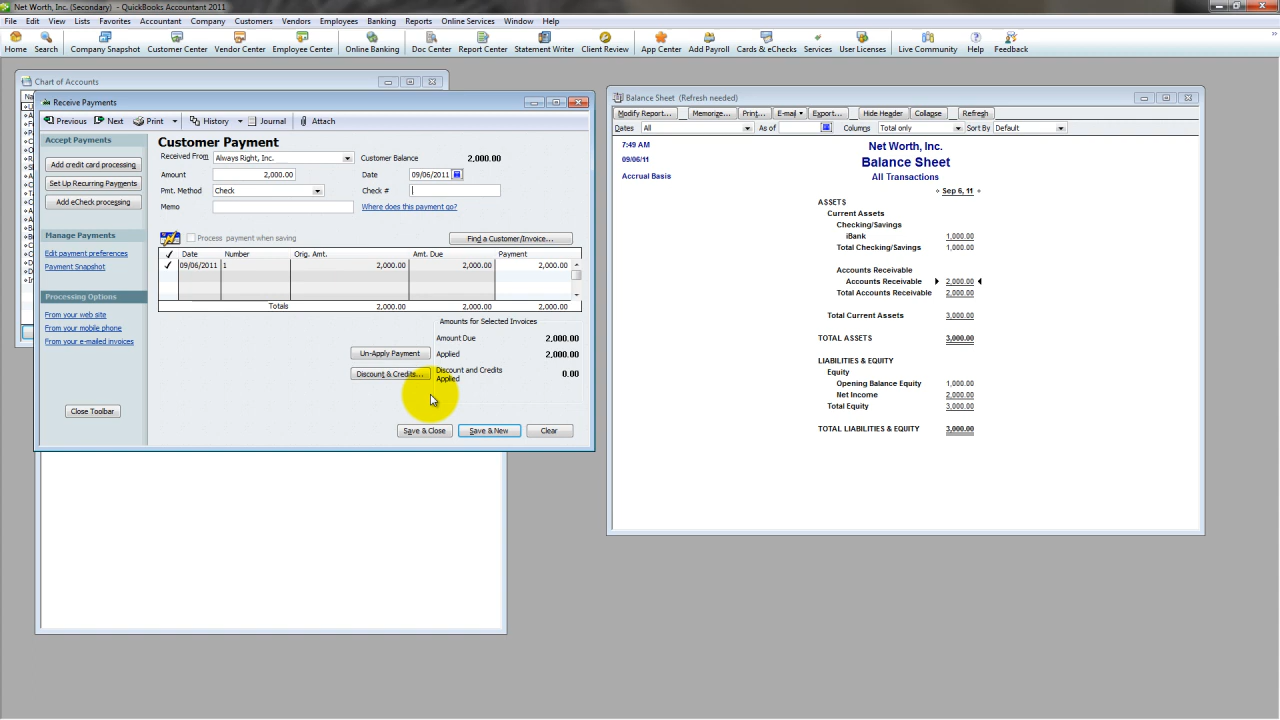 Net Worth, Inc. (Secondary) - QuickBooks Accountant 2011
File Edit View Lists Favorites Accountant Company Customers Vendors Employees Banking Reports Online Services Window Help
Home Search Company Snapshot Customer Center Vendor Center Employee Center Online Banking Doc Center Report Center Statement Writer Client Review App Center Add Payroll Cards & eChecks Services User Licenses Live Community Help Feedback
Chart of Accounts
Receive Payments
Previous Next Print History Journal Attach
Accept Payments
Add credit card processing
Set Up Recurring Payments
Add eCheck processing
Manage Payments
Edit payment preferences
Payment Snapshot
Processing Options
From your web site
From your mobile phone
From your e-mailed invoices
Close Toolbar
Customer Payment
Received From Always Right, Inc. Customer Balance 2,000.00
Amount 2,000.00 Date 09/06/2011
Pmt. Method Check Check #
Memo Where does this payment go?
Process payment when saving Find a Customer/Invoice...
Date Number Orig. Amt. Amt. Due Payment
09/06/2011 1 2,000.00 2,000.00 2,000.00
Totals 2,000.00 2,000.00 2,000.00
Amounts for Selected Invoices
Amount Due 2,000.00
Un-Apply Payment Applied 2,000.00
Discount & Credits... Discount and Credits Applied 0.00
Save & Close Save & New Clear
Balance Sheet (Refresh needed)
Modify Report... Memorize... Print... E-mail Export... Hide Header Collapse Refresh
Dates All As of Columns Total only Sort By Default
7:49 AM
09/06/11
Accrual Basis
Net Worth, Inc.
Balance Sheet
All Transactions
Sep 6, 11
ASSETS
Current Assets
Checking/Savings
iBank 1,000.00
Total Checking/Savings 1,000.00
Accounts Receivable
Accounts Receivable 2,000.00
Total Accounts Receivable 2,000.00
Total Current Assets 3,000.00
TOTAL ASSETS 3,000.00
LIABILITIES & EQUITY
Equity
Opening Balance Equity 1,000.00
Net Income 2,000.00
Total Equity 3,000.00
TOTAL LIABILITIES & EQUITY 3,000.00